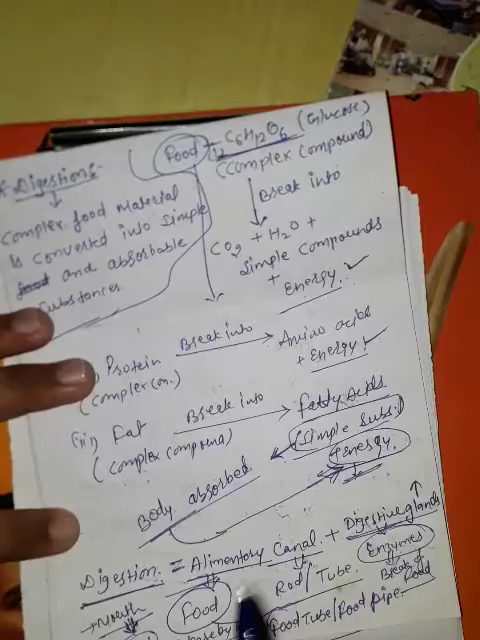 * Digestion:-
Complex food Material
is converted into simple
and absorbable
substances.
Food → C6H12O6 (Glucose)
(Complex Compound)
Break into
CO2 + H2O +
Simple Compounds
+
Energy ✓
) Protein Break into → Amino acids
(complex com.) + Energy ✓
(ii) Fat Break into → fatty Acids
(Complex compound) (Simple Subs.)
+ energy.
Body absorbed.
Digestion = Alimentary Canal + Digestive glands
→ Mouth Food Rod/Tube. Enzymes
Break of food
Food Tube/Food pipe